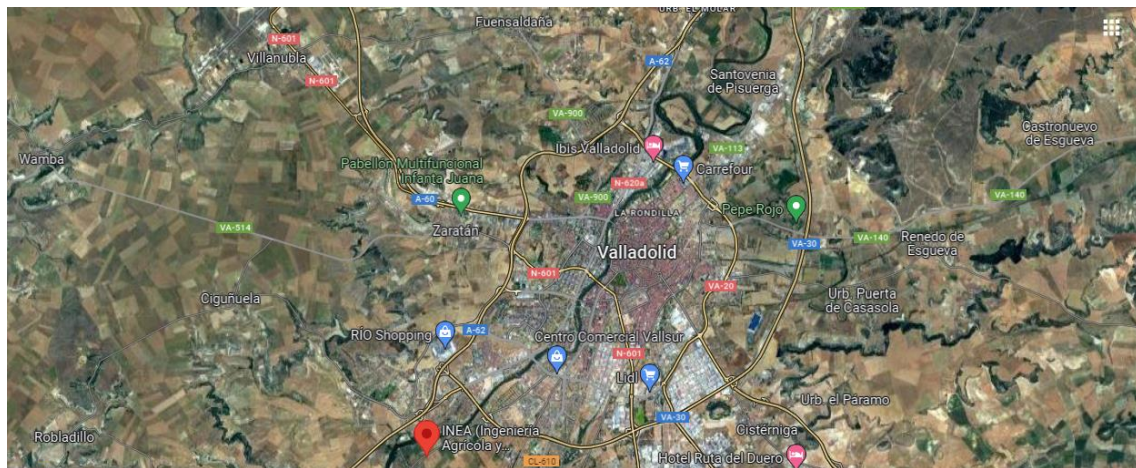 URB. EL MOLAR
Fuensaldaña
N-601
Villanubla
N-601
A-62
Santovenia
de Pisuerga
VA-900
Castronuevo
de Esgueva
Ibis Valladolid
VA-113
Wamba
Pabellón Multifuncional
Infanta Juana...
Carrefour
N-620a
VA-140
A-60
VA-900
LA RONDILLA
Pepe Rojo
VA-514
Zaratán
VA-30
VA-140
Renedo de
Esgueva
Valladolid
N-601
VA-20
Ciguñuela
Urb. Puerta
de Casasola
RÍO Shopping
A-62
Centro Comercial Vallsur
N-601
Lidl
Urb. el Paramo
VA-30
Robladillo
INEA (Ingeniería
Agrícola y...
Cistérniga
Hotel Ruta del Duero
CL-610